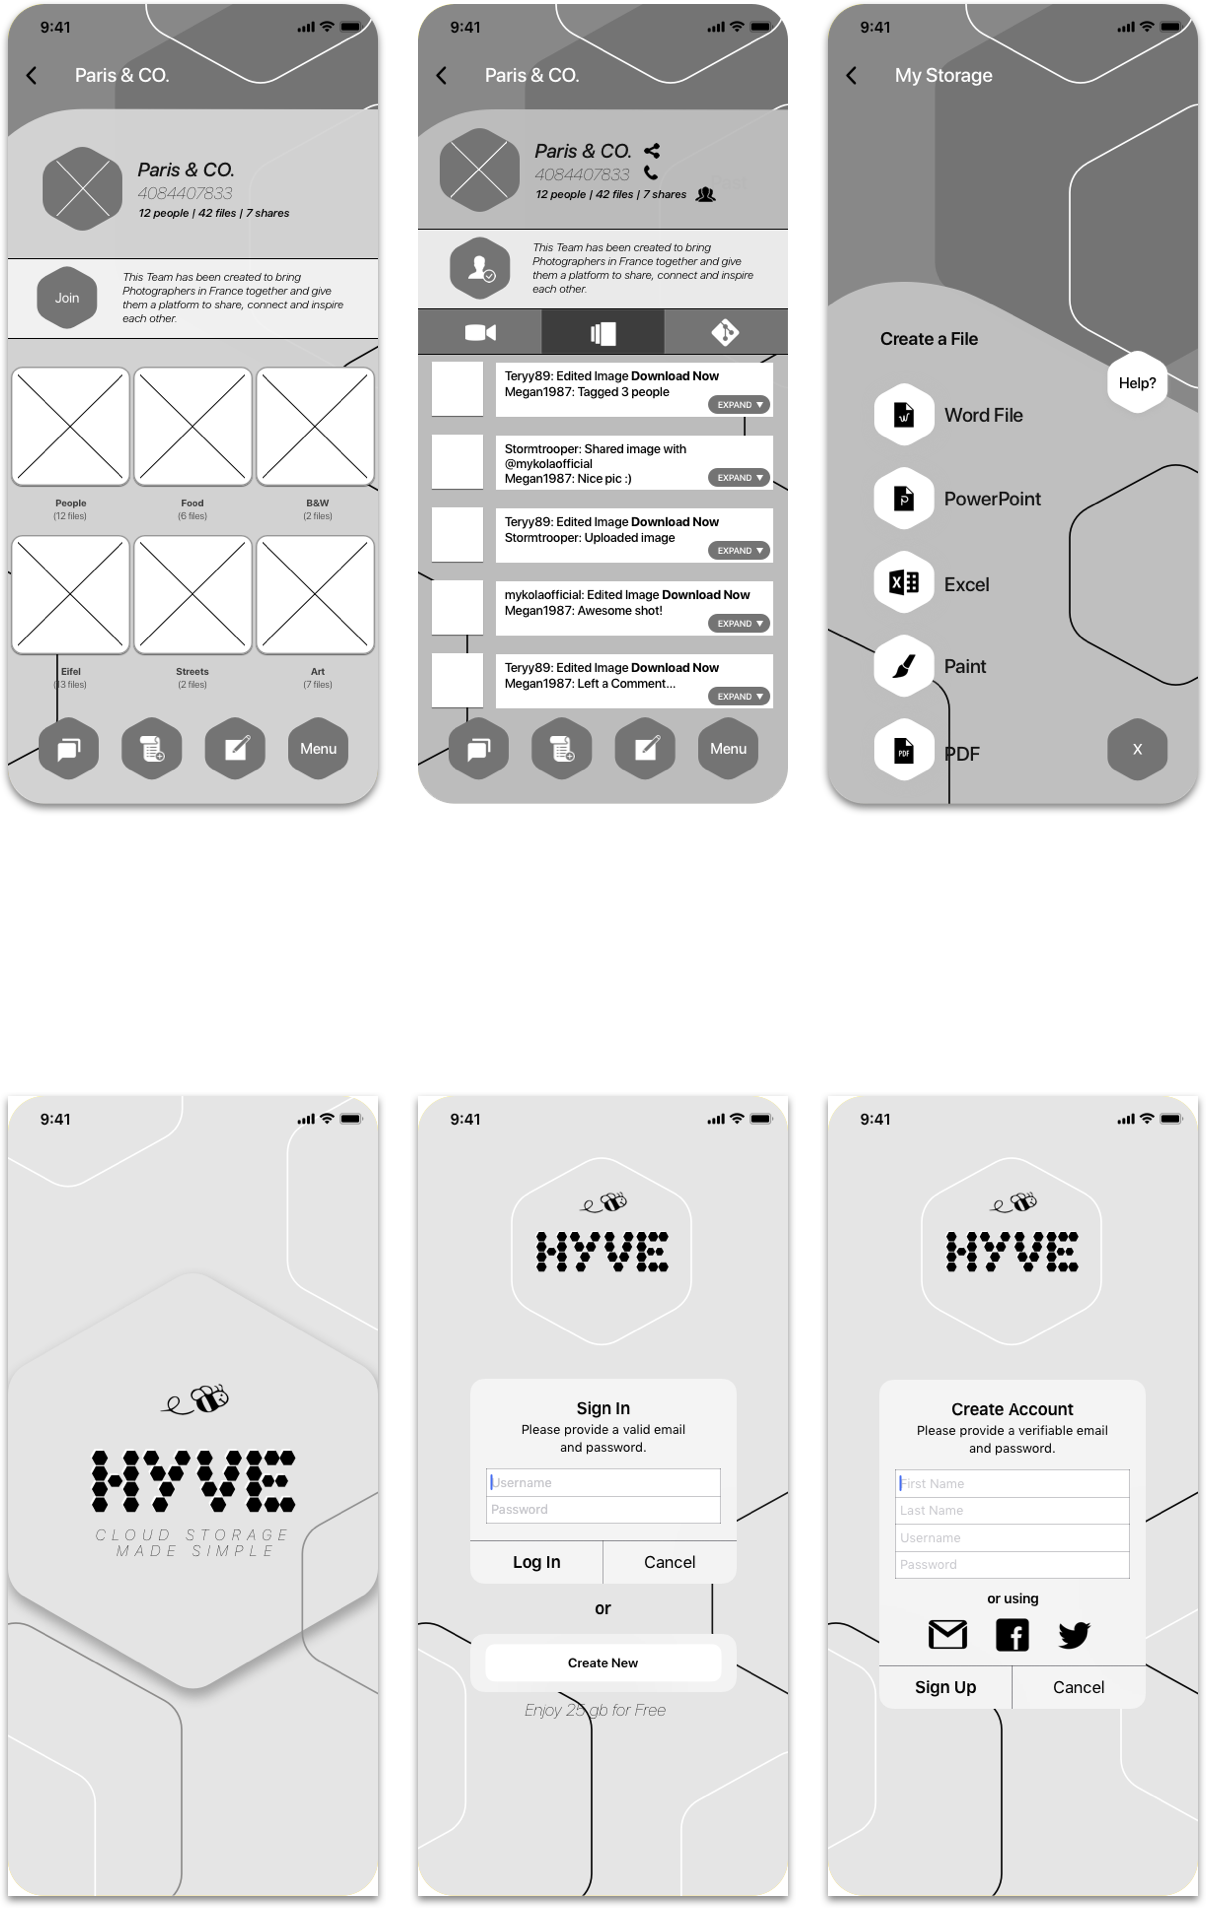 9:41
Paris & CO.
Paris & CO.
4084407833
12 people | 42 files | 7 shares
Join
This Team has been created to bring
Photographers in France together and give
them a platform to share, connect and inspire
each other.
People
(12 files)
Food
(6 files)
B&W
(2 files)
Eifel
(13 files)
Streets
(2 files)
Art
(7 files)
Menu
9:41
Paris & CO.
Paris & CO.
4084407833
12 people | 42 files | 7 shares
This Team has been created to bring
Photographers in France together and give
them a platform to share, connect and inspire
each other.
Teryy89: Edited Image Download Now
Megan1987: Tagged 3 people
EXPAND ▼
Stormtrooper: Shared image with
@mykolaofficial
Megan1987: Nice pic :)
EXPAND ▼
Teryy89: Edited Image Download Now
Stormtrooper: Uploaded image
EXPAND ▼
mykolaofficial: Edited Image Download Now
Megan1987: Awesome shot!
EXPAND ▼
Teryy89: Edited Image Download Now
Megan1987: Left a Comment...
EXPAND ▼
Menu
9:41
My Storage
Create a File
Help?
Word File
PowerPoint
Excel
Paint
PDF
PDF
X
9:41
HYVE
CLOUD STORAGE
MADE SIMPLE
9:41
HYVE
Sign In
Please provide a valid email
and password.
Username
Password
Log In
Cancel
or
Create New
Enjoy 25 gb for Free
9:41
HYVE
Create Account
Please provide a verifiable email
and password.
First Name
Last Name
Username
Password
or using
Sign Up
Cancel